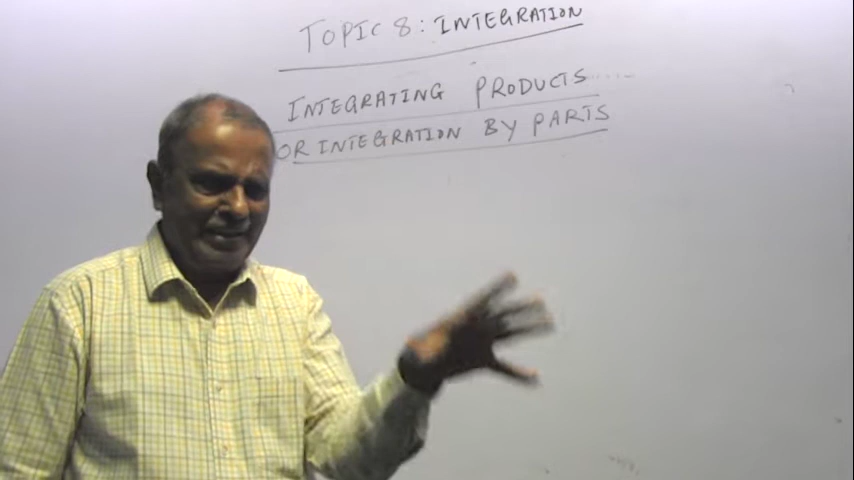 TOPIC 8: INTEGRATION
INTEGRATING PRODUCTS.....
OR INTEGRATION BY PARTS